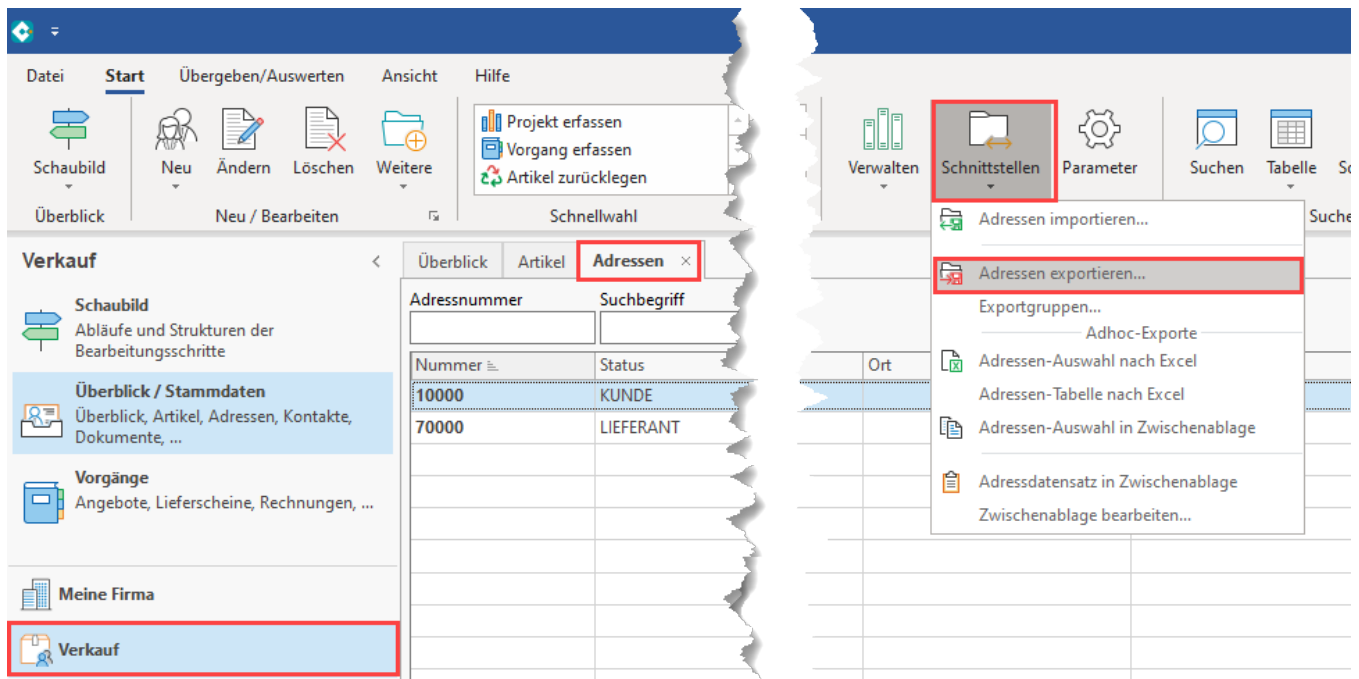 Datei Start Übergeben/Auswerten Ansicht Hilfe
Schaubild Neu Ändern Löschen Weitere
Projekt erfassen
Vorgang erfassen
Artikel zurücklegen
Verwalten Schnittstellen Parameter Suchen Tabelle
Überblick Neu / Bearbeiten Schnellwahl
Verkauf
Schaubild
Abläufe und Strukturen der
Bearbeitungsschritte
Überblick / Stammdaten
Überblick, Artikel, Adressen, Kontakte,
Dokumente, ...
Vorgänge
Angebote, Lieferscheine, Rechnungen, ...
Meine Firma
Verkauf
Überblick Artikel Adressen ×
Adressnummer Suchbegriff
Nummer Status Ort
10000 KUNDE
70000 LIEFERANT
Adressen importieren...
Adressen exportieren...
Exportgruppen...
Adhoc-Exporte
Adressen-Auswahl nach Excel
Adressen-Tabelle nach Excel
Adressen-Auswahl in Zwischenablage
Adressdatensatz in Zwischenablage
Zwischenablage bearbeiten...